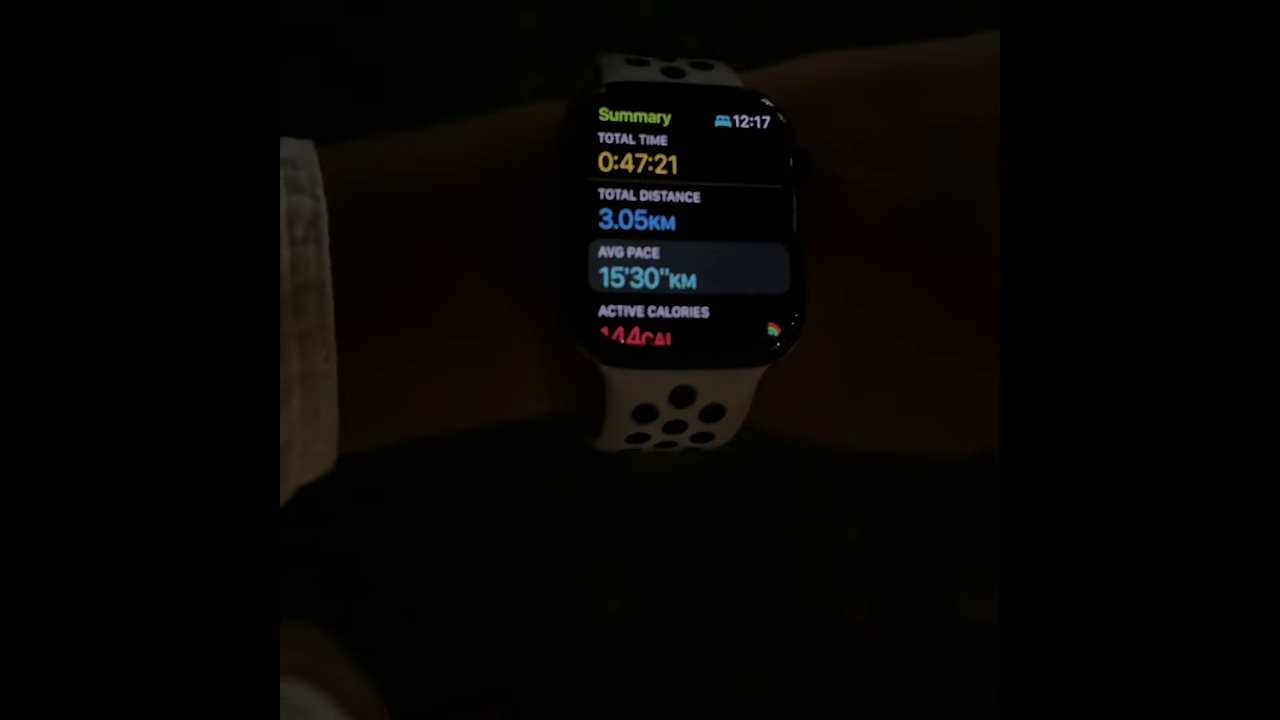 Summary
12:17
TOTAL TIME
0:47:21
TOTAL DISTANCE
3.05KM
AVG PACE
15'30"KM
ACTIVE CALORIES
144CAL